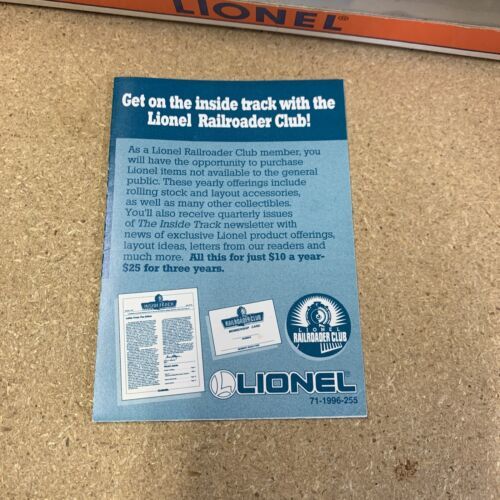 LIONEL®
Get on the inside track with the
Lionel Railroader Club!
As a Lionel Railroader Club member, you
will have the opportunity to purchase
Lionel items not available to the general
public. These yearly offerings include
rolling stock and layout accessories,
as well as many other collectibles.
You'll also receive quarterly issues
of The Inside Track newsletter with
news of exclusive Lionel product offerings,
layout ideas, letters from our readers and
much more. All this for just $10 a year-
$25 for three years.
INSIDE TRACK
RAILROADER CLUB
MEMBERSHIP CARD
LIONEL
RAILROADER CLUB
LIONEL®
71-1996-255